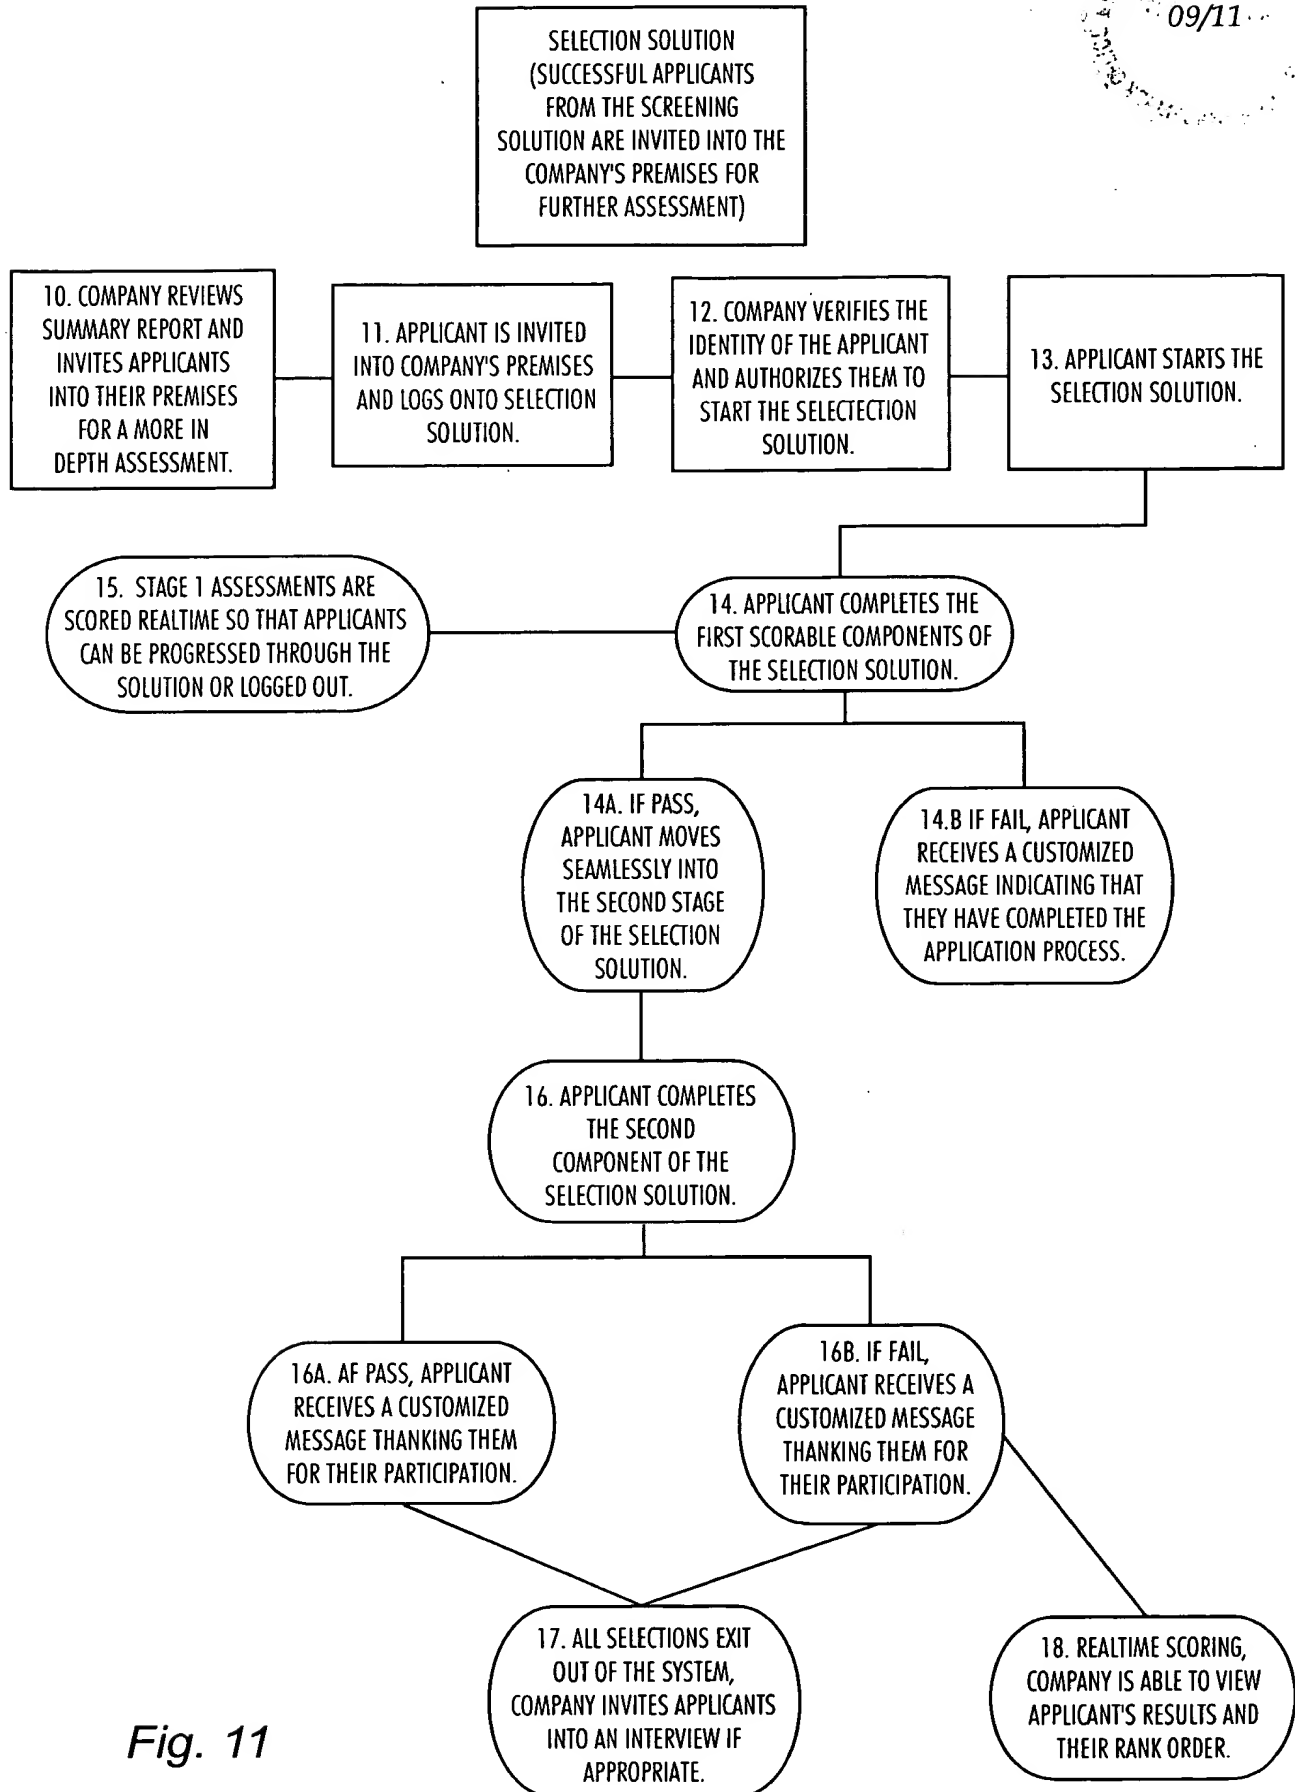 09/11
SELECTION SOLUTION
(SUCCESSFUL APPLICANTS
FROM THE SCREENING
SOLUTION ARE INVITED INTO THE
COMPANY'S PREMISES FOR
FURTHER ASSESSMENT)
10. COMPANY REVIEWS
SUMMARY REPORT AND
INVITES APPLICANTS
INTO THEIR PREMISES
FOR A MORE IN
DEPTH ASSESSMENT.
11. APPLICANT IS INVITED
INTO COMPANY'S PREMISES
AND LOGS ONTO SELECTION
SOLUTION.
12. COMPANY VERIFIES THE
IDENTITY OF THE APPLICANT
AND AUTHORIZES THEM TO
START THE SELECTECTION
SOLUTION.
13. APPLICANT STARTS THE
SELECTION SOLUTION.
15. STAGE 1 ASSESSMENTS ARE
SCORED REALTIME SO THAT APPLICANTS
CAN BE PROGRESSED THROUGH THE
SOLUTION OR LOGGED OUT.
14. APPLICANT COMPLETES THE
FIRST SCORABLE COMPONENTS OF
THE SELECTION SOLUTION.
14A. IF PASS,
APPLICANT MOVES
SEAMLESSLY INTO
THE SECOND STAGE
OF THE SELECTION
SOLUTION.
14.B IF FAIL, APPLICANT
RECEIVES A CUSTOMIZED
MESSAGE INDICATING THAT
THEY HAVE COMPLETED THE
APPLICATION PROCESS.
16. APPLICANT COMPLETES
THE SECOND
COMPONENT OF THE
SELECTION SOLUTION.
16A. AF PASS, APPLICANT
RECEIVES A CUSTOMIZED
MESSAGE THANKING THEM
FOR THEIR PARTICIPATION.
16B. IF FAIL,
APPLICANT RECEIVES A
CUSTOMIZED MESSAGE
THANKING THEM FOR
THEIR PARTICIPATION.
17. ALL SELECTIONS EXIT
OUT OF THE SYSTEM,
COMPANY INVITES APPLICANTS
INTO AN INTERVIEW IF
APPROPRIATE.
18. REALTIME SCORING,
COMPANY IS ABLE TO VIEW
APPLICANT'S RESULTS AND
THEIR RANK ORDER.
Fig. 11